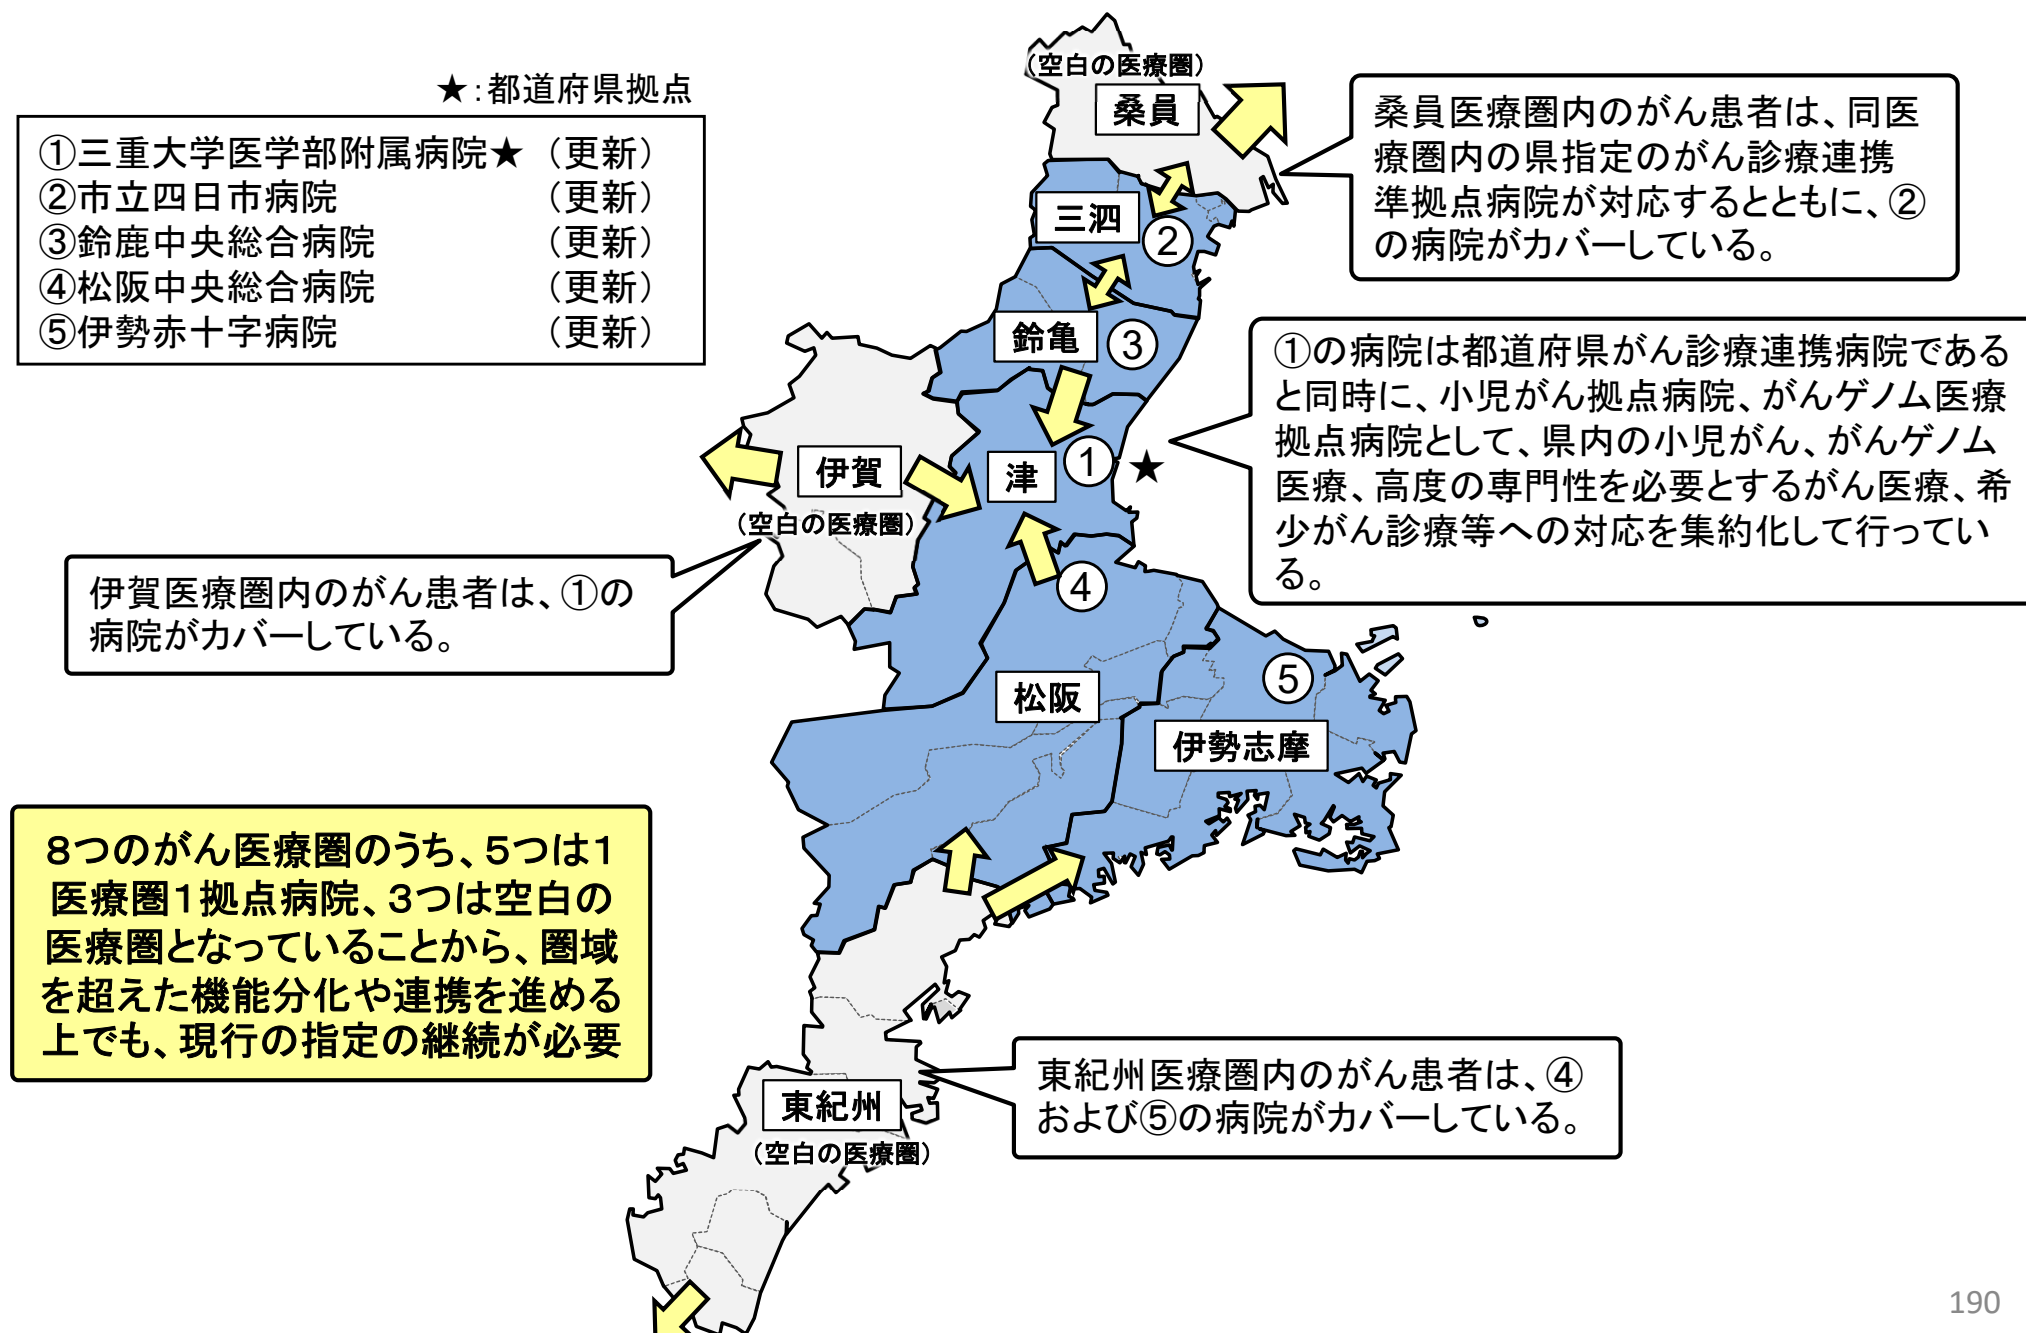 ★：都道府県拠点
①三重大学医学部附属病院★（更新）
②市立四日市病院（更新）
③鈴鹿中央総合病院（更新）
④松阪中央総合病院（更新）
⑤伊勢赤十字病院（更新）
（空白の医療圏）
桑員
桑員医療圏内のがん患者は、同医
療圏内の県指定のがん診療連携
準拠点病院が対応するとともに、②
の病院がカバーしている。
三泗
②
鈴亀
③
①の病院は都道府県がん診療連携病院である
と同時に、小児がん拠点病院、がんゲノム医療
拠点病院として、県内の小児がん、がんゲノム
医療、高度の専門性を必要とするがん医療、希
少がん診療等への対応を集約化して行ってい
る。
伊賀
（空白の医療圏）
津
① ★
伊賀医療圏内のがん患者は、①の
病院がカバーしている。
④
松阪
⑤
伊勢志摩
８つのがん医療圏のうち、５つは１
医療圏１拠点病院、３つは空白の
医療圏となっていることから、圏域
を超えた機能分化や連携を進める
上でも、現行の指定の継続が必要
東紀州
（空白の医療圏）
東紀州医療圏内のがん患者は、④
および⑤の病院がカバーしている。
190